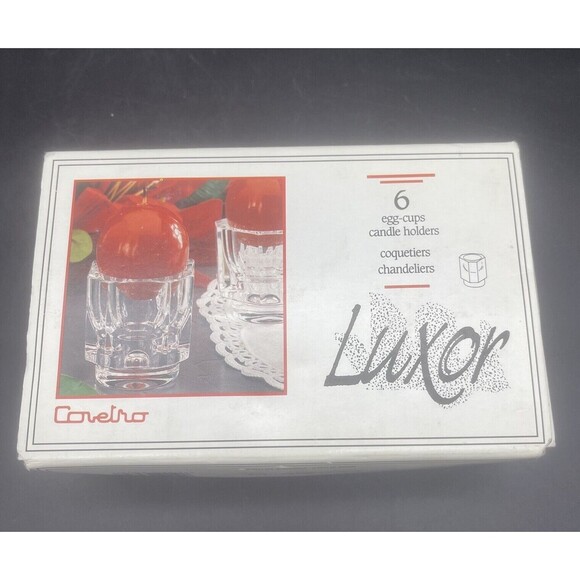 6
egg-cups
candle holders
coquetiers
chandeliers
Luxor
Covetro